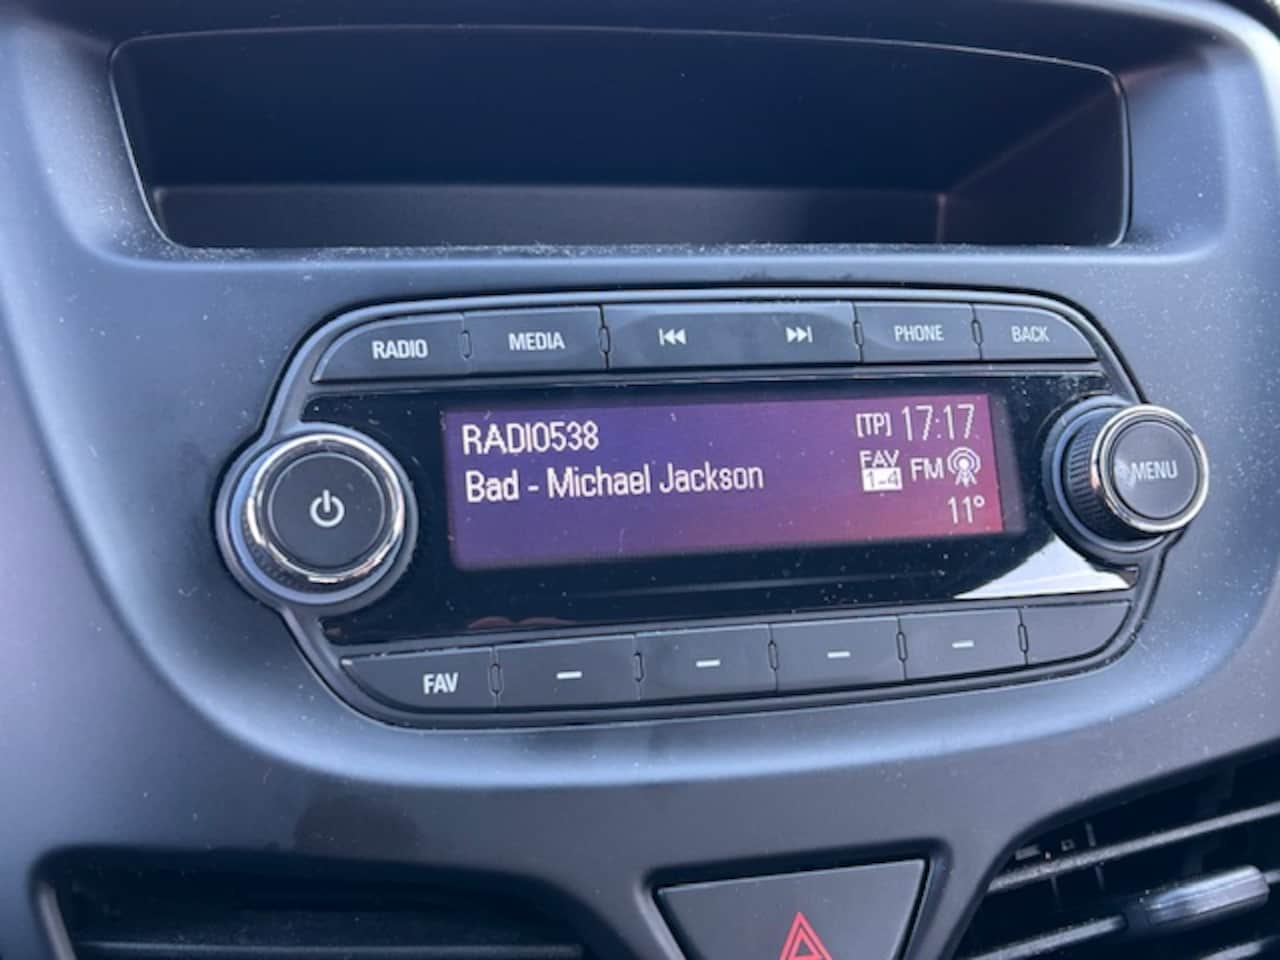 RADIO MEDIA PHONE BACK
RADIO538 [TP] 17:17
Bad - Michael Jackson FAV 1-4 FM
11°
MENU
FAV